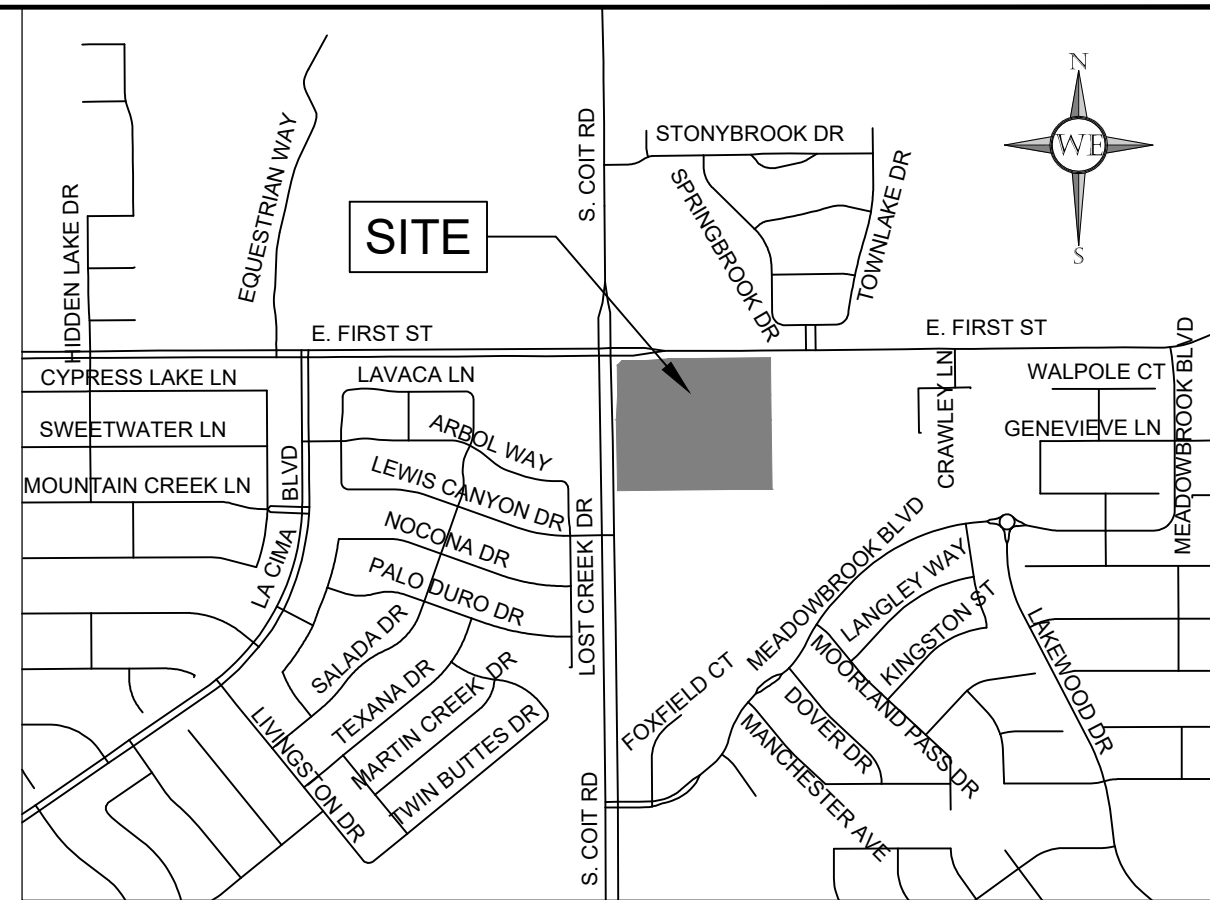 N
WE
S
STONYBROOK DR
S. COIT RD
EQUESTRIAN WAY
SPRINGBROOK DR
TOWNLAKE DR
HIDDEN LAKE DR
SITE
E. FIRST ST
E. FIRST ST
CYPRESS LAKE LN
LAVACA LN
CRAWLEY LN
WALPOLE CT
MEADOWBROOK BLVD
SWEETWATER LN
ARBOL WAY
GENEVIEVE LN
MOUNTAIN CREEK LN
LA CIMA BLVD
LEWIS CANYON DR
NOCONA DR
LOST CREEK DR
PALO DURO DR
MEADOWBROOK BLVD
LANGLEY WAY
KINGSTON ST
SALADA DR
MOORLAND PASS DR
LAKEWOOD DR
TEXANA DR
MARTIN CREEK DR
FOXFIELD CT
DOVER DR
LIVINGSTON DR
TWIN BUTTES DR
MANCHESTER AVE
S. COIT RD